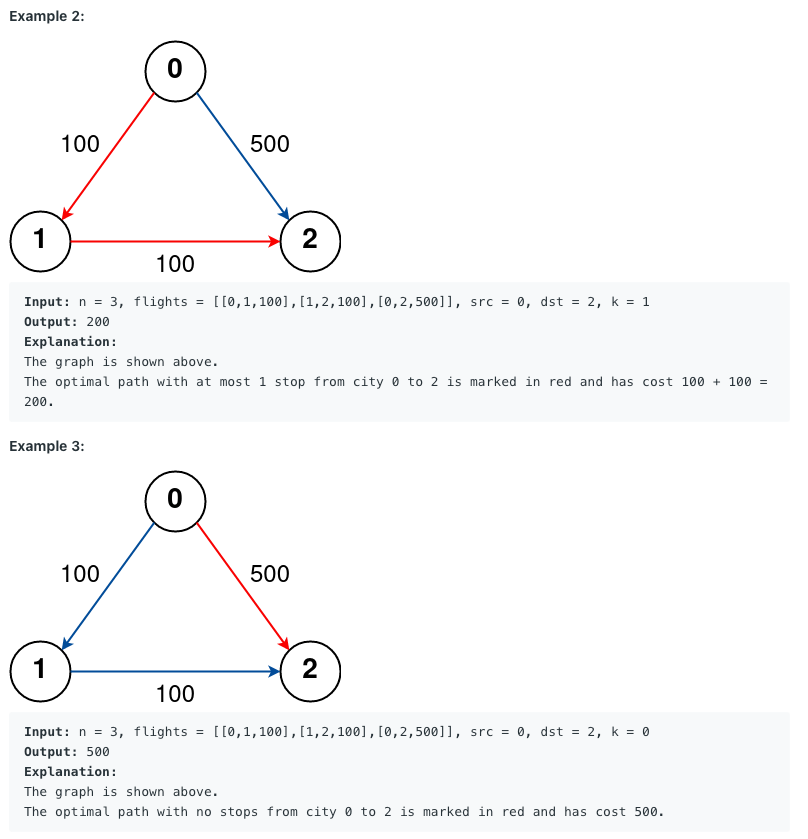 Example 2:
0
100
500
1
2
100
Input: n = 3, flights = [[0,1,100],[1,2,100],[0,2,500]], src = 0, dst = 2, k = 1
Output: 200
Explanation:
The graph is shown above.
The optimal path with at most 1 stop from city 0 to 2 is marked in red and has cost 100 + 100 =
200.
Example 3:
0
100
500
1
2
100
Input: n = 3, flights = [[0,1,100],[1,2,100],[0,2,500]], src = 0, dst = 2, k = 0
Output: 500
Explanation:
The graph is shown above.
The optimal path with no stops from city 0 to 2 is marked in red and has cost 500.